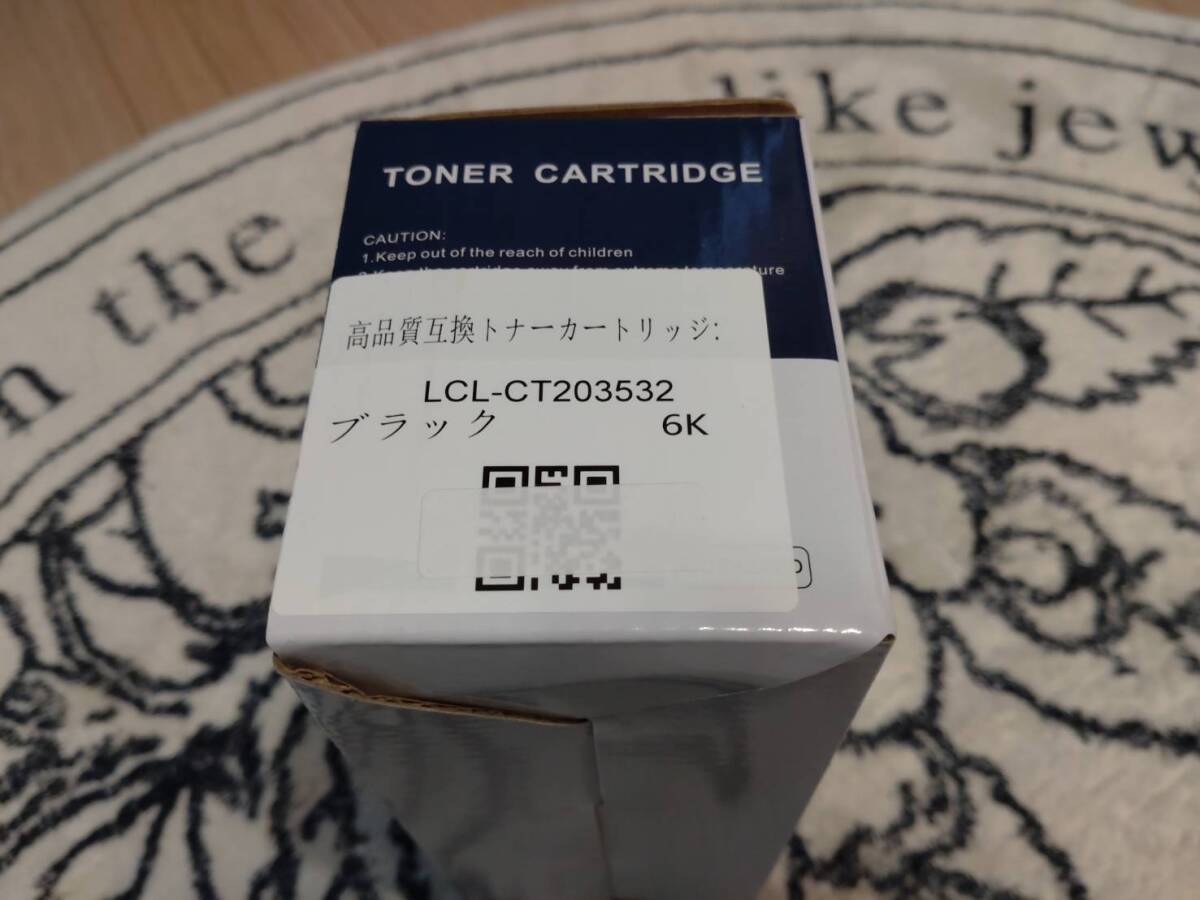 TONER CARTRIDGE
CAUTION:
1.Keep out of the reach of children
高品質互換トナーカートリッジ:
LCL-CT203532
ブラック 6K
n the
like jew